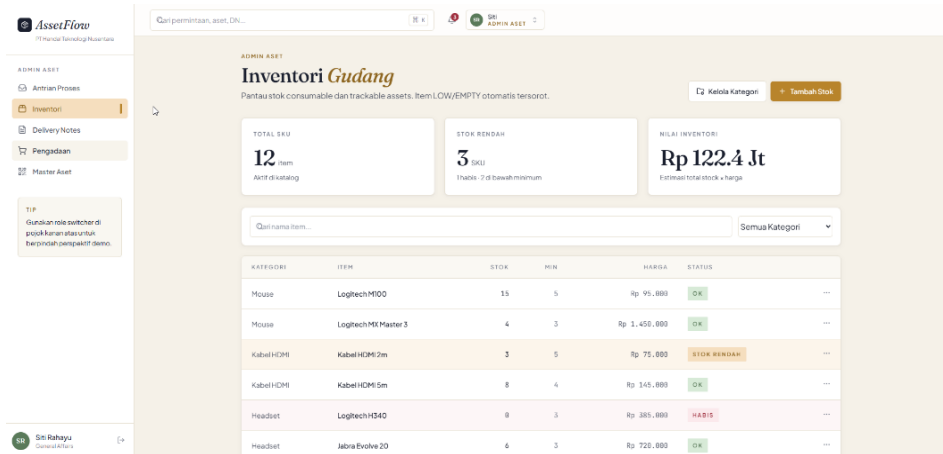 AssetFlow
PT Handal Teknologi Nusantara
Cari permintaan, aset, DN...
⌘ K
Siti
ADMIN ASET
SR
ADMIN ASET
Antrian Proses
Inventori
Delivery Notes
Pengadaan
Master Aset
TIP
Gunakan role switcher di
pojok kanan atas untuk
berpindah perspektif demo.
SR
Siti Rahayu
General Affairs
ADMIN ASET
Inventori Gudang
Pantau stok consumable dan trackable assets. Item LOW/EMPTY otomatis tersorot.
Kelola Kategori
+ Tambah Stok
TOTAL SKU
12 item
Aktif di katalog
STOK RENDAH
3 SKU
1 habis · 2 di bawah minimum
NILAI INVENTORI
Rp 122.4 Jt
Estimasi total stock × harga
Cari nama item...
Semua Kategori
KATEGORI ITEM STOK MIN HARGA STATUS
Mouse Logitech M100 15 5 Rp 95.000 OK ...
Mouse Logitech MX Master 3 4 3 Rp 1.450.000 OK ...
Kabel HDMI Kabel HDMI 2m 3 5 Rp 75.000 STOK RENDAH ...
Kabel HDMI Kabel HDMI 5m 8 4 Rp 145.000 OK ...
Headset Logitech H340 0 3 Rp 385.000 HABIS ...
Headset Jabra Evolve 20 6 3 Rp 720.000 OK ...